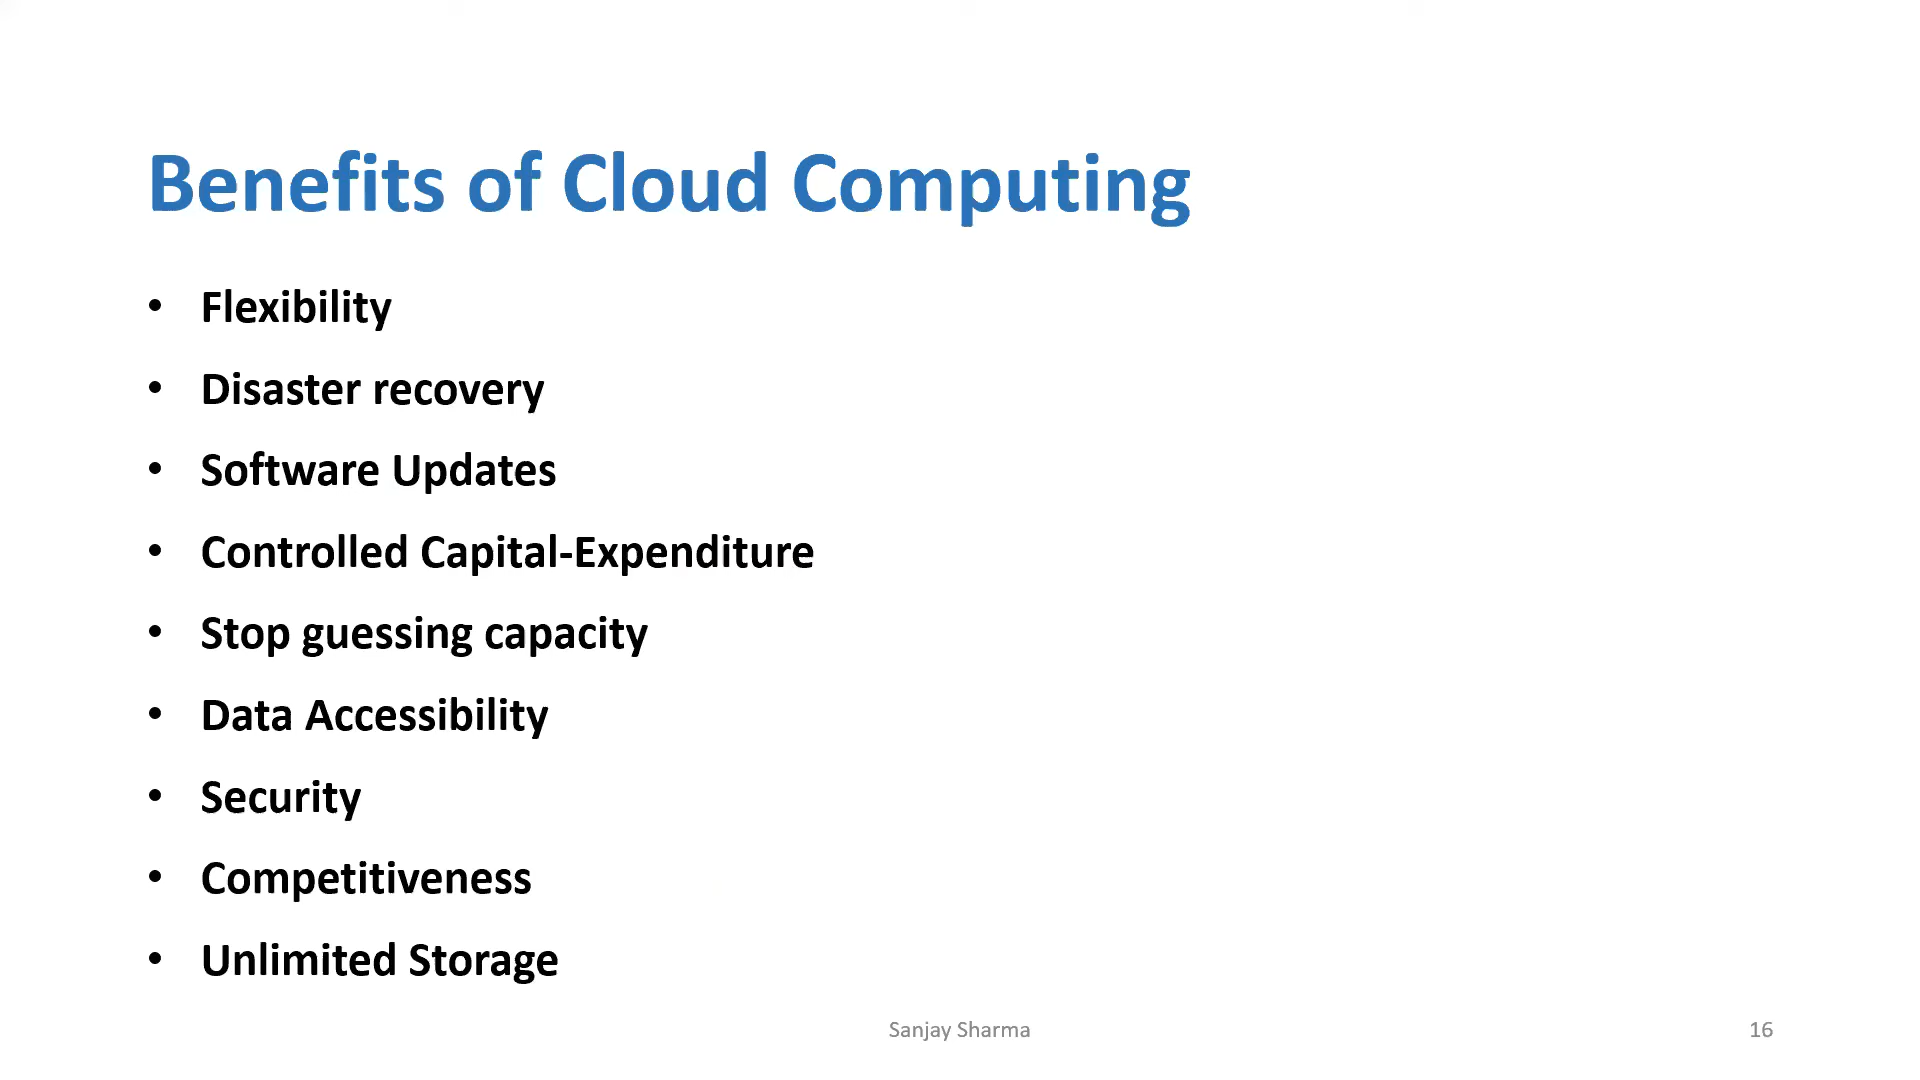 Benefits of Cloud Computing
• Flexibility
• Disaster recovery
• Software Updates
• Controlled Capital-Expenditure
• Stop guessing capacity
• Data Accessibility
• Security
• Competitiveness
• Unlimited Storage
Sanjay Sharma
16